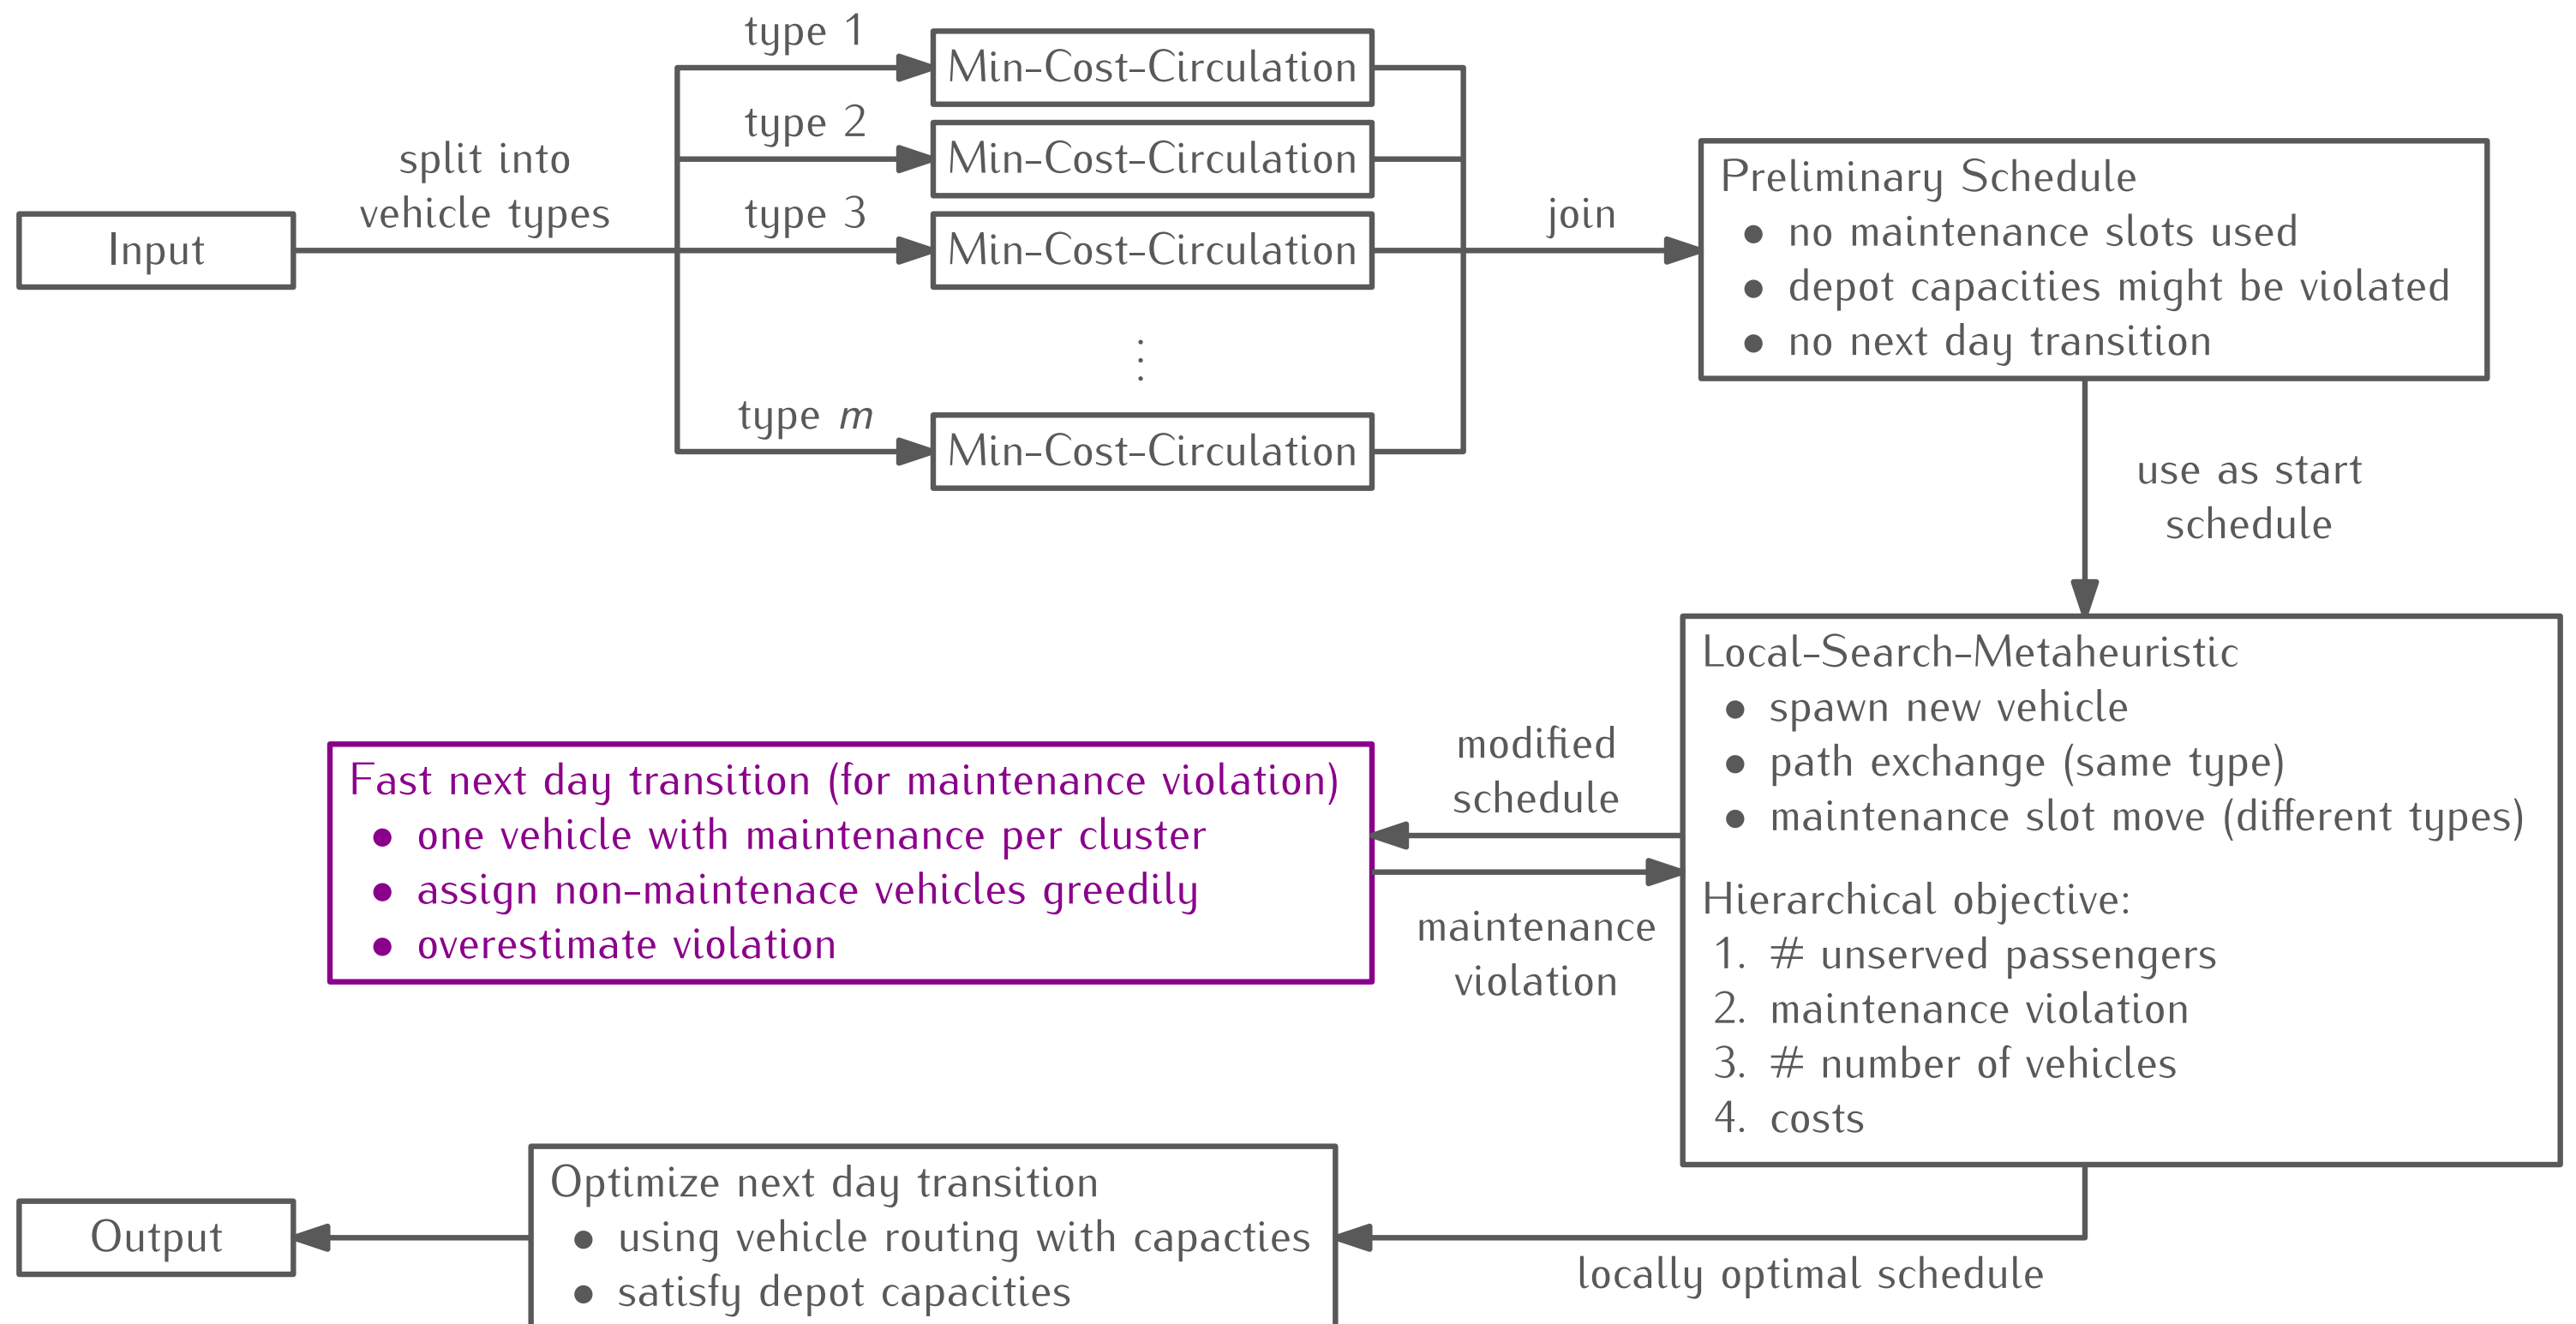 Input
split into
vehicle types
type 1
type 2
type 3
type m
Min-Cost-Circulation
Min-Cost-Circulation
Min-Cost-Circulation
⋮
Min-Cost-Circulation
join
Preliminary Schedule
• no maintenance slots used
• depot capacities might be violated
• no next day transition
use as start
schedule
Local-Search-Metaheuristic
• spawn new vehicle
• path exchange (same type)
• maintenance slot move (different types)
Hierarchical objective:
1. # unserved passengers
2. maintenance violation
3. # number of vehicles
4. costs
modified
schedule
maintenance
violation
Fast next day transition (for maintenance violation)
• one vehicle with maintenance per cluster
• assign non-maintenace vehicles greedily
• overestimate violation
locally optimal schedule
Optimize next day transition
• using vehicle routing with capacties
• satisfy depot capacities
Output